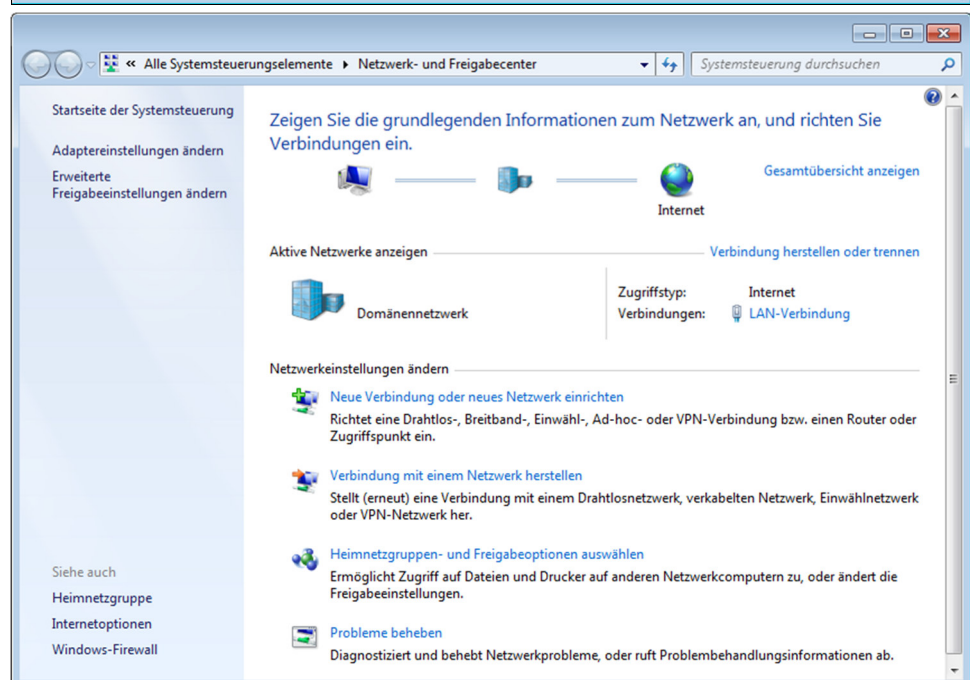 « Alle Systemsteuerungselemente ▸ Netzwerk- und Freigabecenter
Systemsteuerung durchsuchen
Startseite der Systemsteuerung
Adaptereinstellungen ändern
Erweiterte
Freigabeeinstellungen ändern
Zeigen Sie die grundlegenden Informationen zum Netzwerk an, und richten Sie
Verbindungen ein.
Gesamtübersicht anzeigen
Internet
Aktive Netzwerke anzeigen
Verbindung herstellen oder trennen
Domänennetzwerk
Zugriffstyp: Internet
Verbindungen: LAN-Verbindung
Netzwerkeinstellungen ändern
Neue Verbindung oder neues Netzwerk einrichten
Richtet eine Drahtlos-, Breitband-, Einwähl-, Ad-hoc- oder VPN-Verbindung bzw. einen Router oder
Zugriffspunkt ein.
Verbindung mit einem Netzwerk herstellen
Stellt (erneut) eine Verbindung mit einem Drahtlosnetzwerk, verkabelten Netzwerk, Einwählnetzwerk
oder VPN-Netzwerk her.
Heimnetzgruppen- und Freigabeoptionen auswählen
Ermöglicht Zugriff auf Dateien und Drucker auf anderen Netzwerkcomputern zu, oder ändert die
Freigabeeinstellungen.
Probleme beheben
Diagnostiziert und behebt Netzwerkprobleme, oder ruft Problembehandlungsinformationen ab.
Siehe auch
Heimnetzgruppe
Internetoptionen
Windows-Firewall